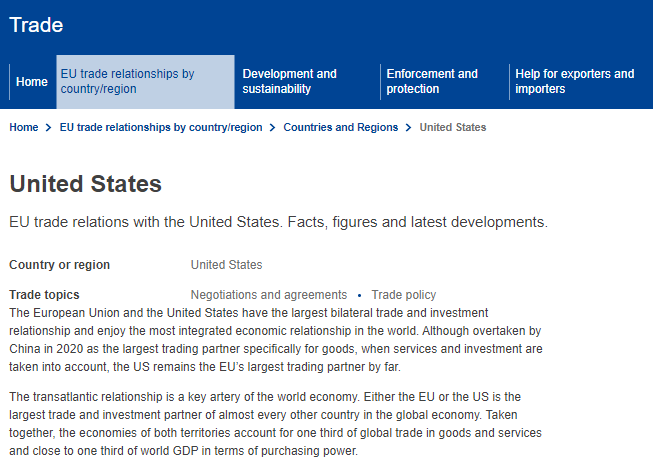 Trade
Home
EU trade relationships by
country/region
Development and
sustainability
Enforcement and
protection
Help for exporters and
importers
Home > EU trade relationships by country/region > Countries and Regions > United States
United States
EU trade relations with the United States. Facts, figures and latest developments.
Country or region United States
Trade topics Negotiations and agreements • Trade policy
The European Union and the United States have the largest bilateral trade and investment
relationship and enjoy the most integrated economic relationship in the world. Although overtaken by
China in 2020 as the largest trading partner specifically for goods, when services and investment are
taken into account, the US remains the EU's largest trading partner by far.
The transatlantic relationship is a key artery of the world economy. Either the EU or the US is the
largest trade and investment partner of almost every other country in the global economy. Taken
together, the economies of both territories account for one third of global trade in goods and services
and close to one third of world GDP in terms of purchasing power.